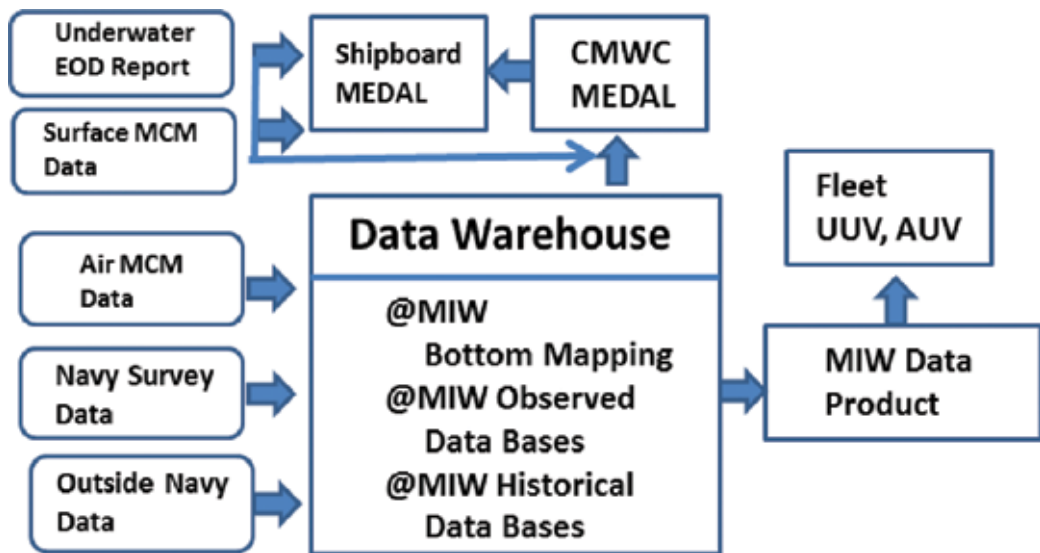 Underwater
EOD Report
Surface MCM
Data
Shipboard
MEDAL
CMWC
MEDAL
Air MCM
Data
Navy Survey
Data
Outside Navy
Data
Data Warehouse
@MIW
Bottom Mapping
@MIW Observed
Data Bases
@MIW Historical
Data Bases
Fleet
UUV, AUV
MIW Data
Product